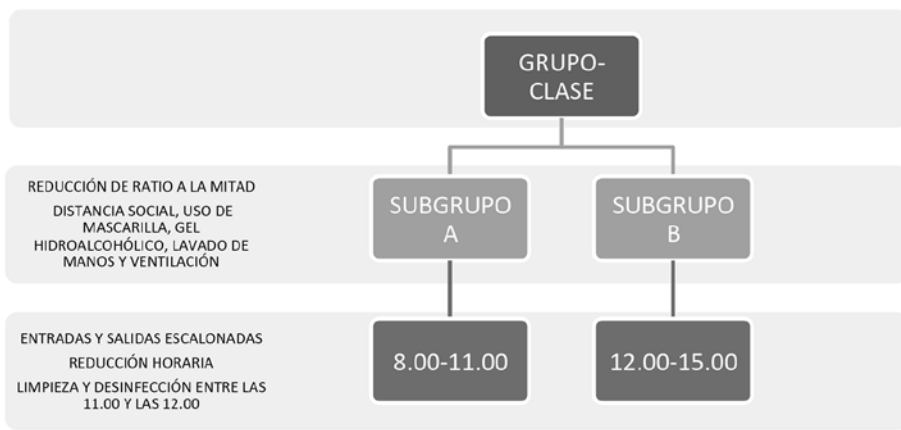 GRUPO-
CLASE
REDUCCIÓN DE RATIO A LA MITAD
DISTANCIA SOCIAL, USO DE
MASCARILLA, GEL
HIDROALCOHÓLICO, LAVADO DE
MANOS Y VENTILACIÓN
SUBGRUPO
A
SUBGRUPO
B
ENTRADAS Y SALIDAS ESCALONADAS
REDUCCIÓN HORARIA
LIMPIEZA Y DESINFECCIÓN ENTRE LAS
11.00 Y LAS 12.00
8.00-11.00
12.00-15.00